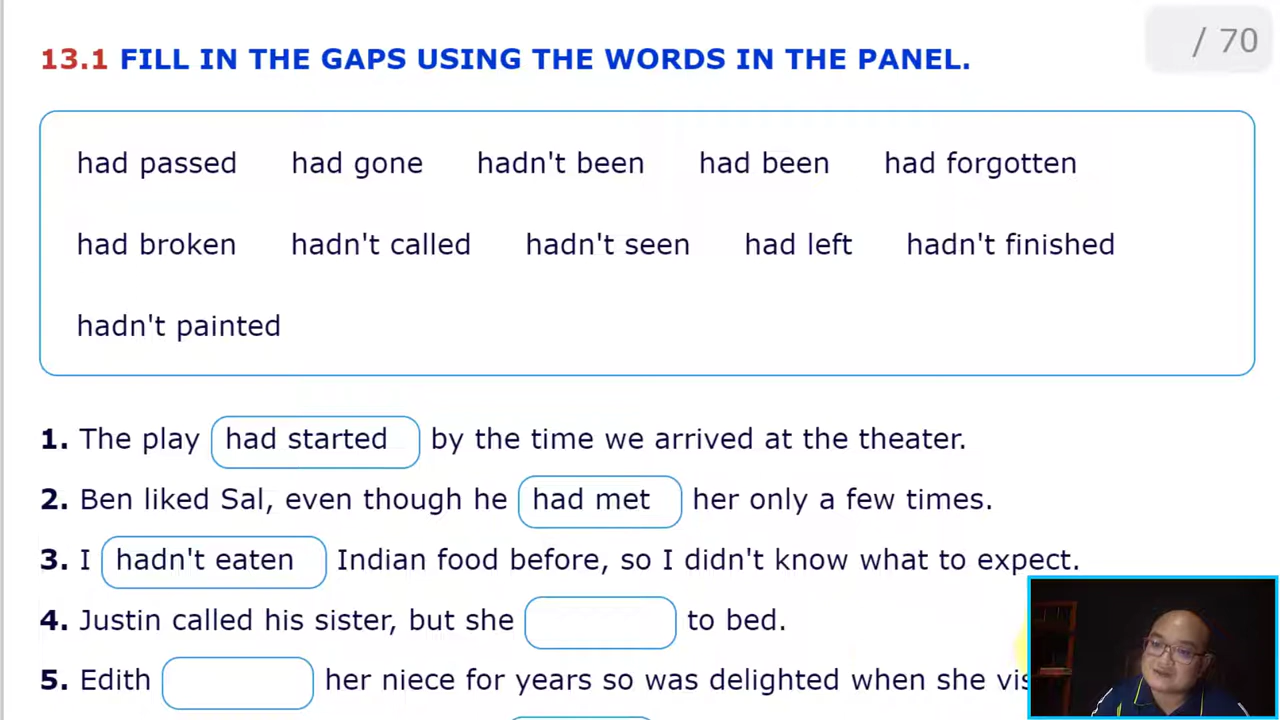 / 70
13.1 FILL IN THE GAPS USING THE WORDS IN THE PANEL.
had passed had gone hadn't been had been had forgotten
had broken hadn't called hadn't seen had left hadn't finished
hadn't painted
1. The play had started by the time we arrived at the theater.
2. Ben liked Sal, even though he had met her only a few times.
3. I hadn't eaten Indian food before, so I didn't know what to expect.
4. Justin called his sister, but she to bed.
5. Edith her niece for years so was delighted when she